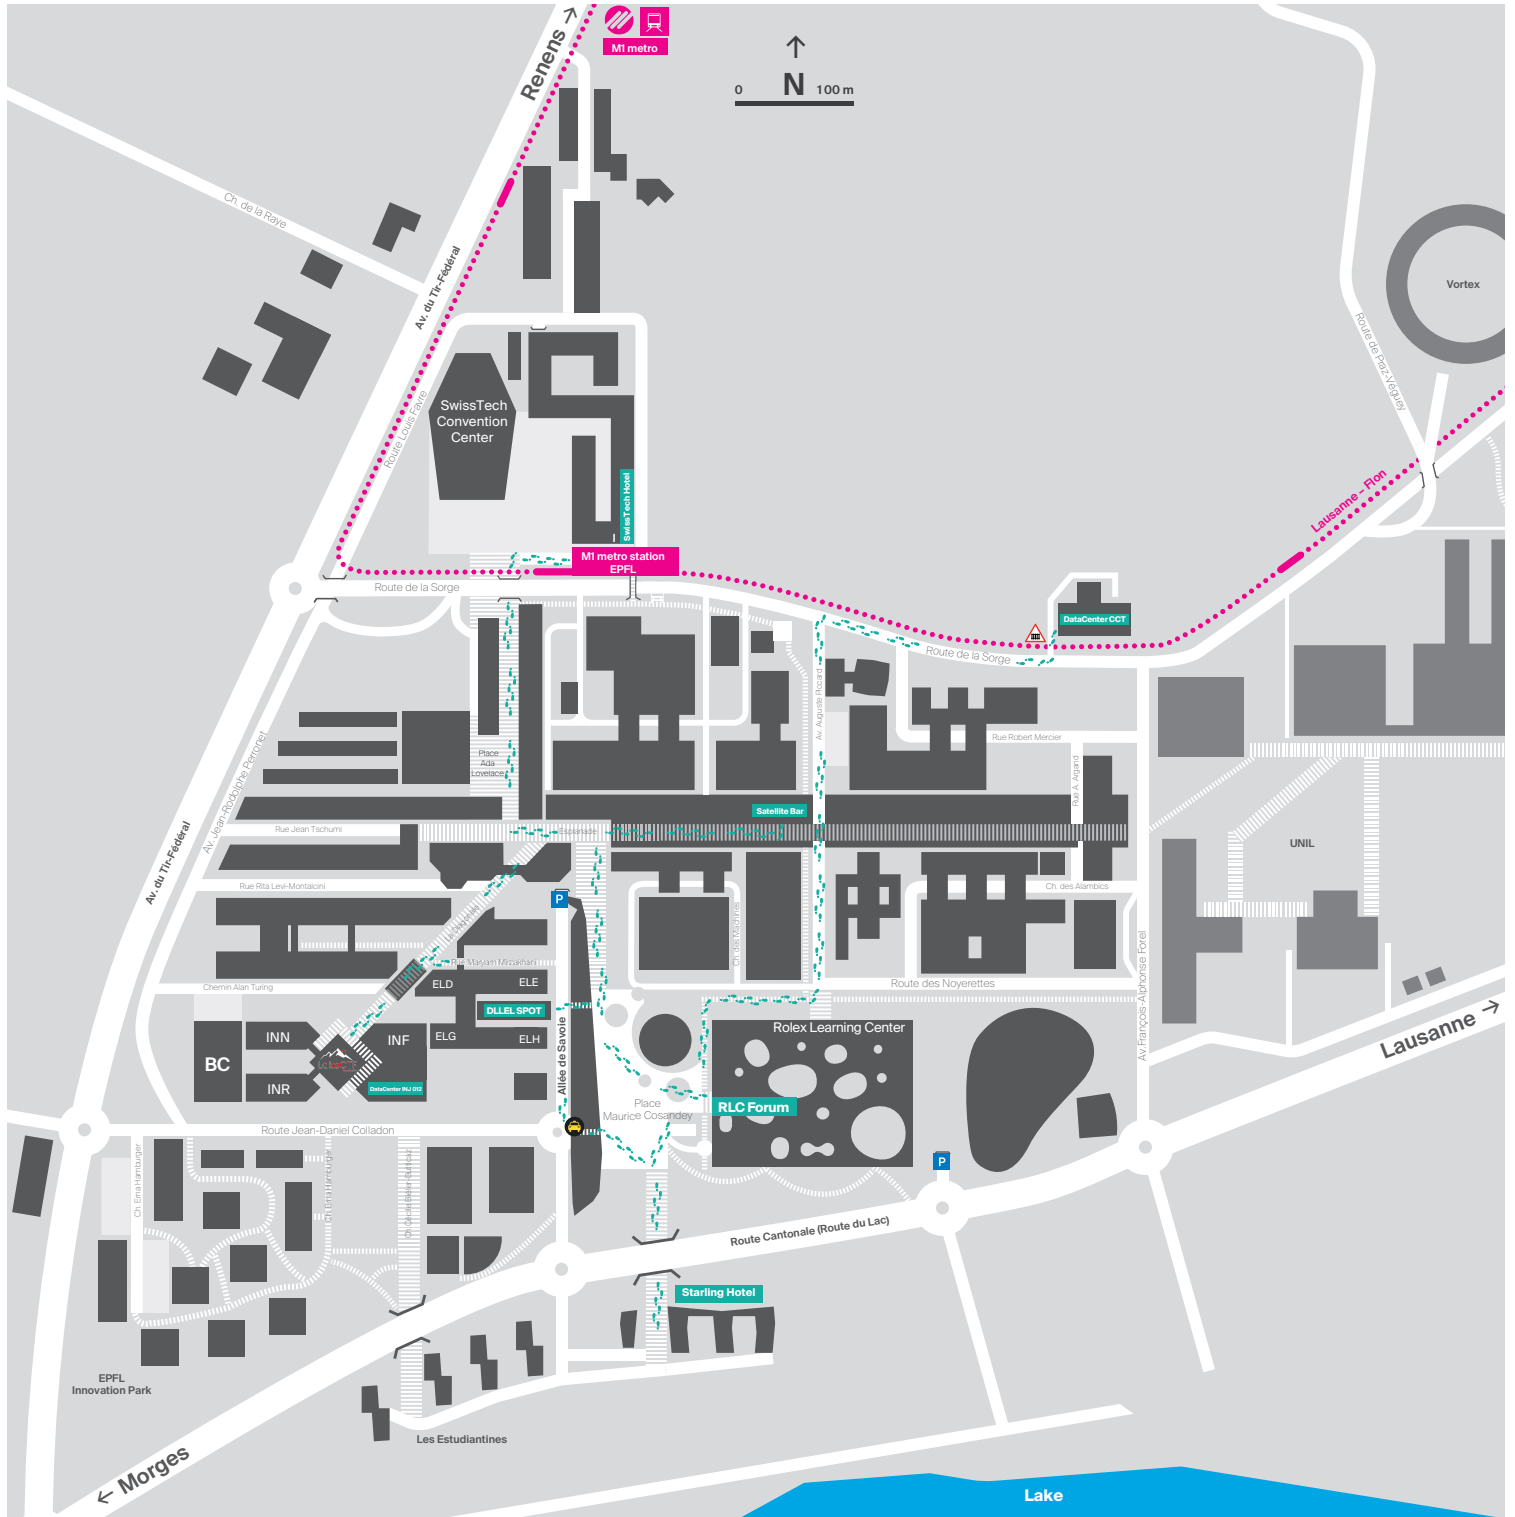 Renens
M1 metro
N
0
100 m
Ch. de la Raye
Av. du Tir-Fédéral
Vortex
Route de Praz-Véguey
Route Louis Favre
SwissTech
Convention
Center
SwissTech Hotel
Lausanne – Flon
M1 metro station
EPFL
Route de la Sorge
DataCenter CCT
Route de la Sorge
Av. Auguste Piccard
Rue Robert Mercier
Rue A. Argand
Av. Jean-Rodolphe Perronet
Place
Ada
Lovelace
Satellite Bar
Rue Jean Tschumi
Esplanade
UNIL
Av. du Tir-Fédéral
Rue Rita Levi-Montalcini
Ch. des Alambics
P
Ch. des Machines
Rue Maryam Mirzakhani
Av. François-Alphonse Forel
Chemin Alan Turing
ELD
ELE
Route des Noyerettes
DLLEL SPOT
Lausanne
INN
INF
ELG
ELH
Rolex Learning Center
BC
Allée de Savoie
INR
DataCenter INJ 012
Place
Maurice Cosandey
RLC Forum
Route Jean-Daniel Colladon
Ch. Erna Hamburger
Ch. Erna Hamburger
P
Route Cantonale (Route du Lac)
Starling Hotel
EPFL
Innovation Park
Les Estudiantines
Morges
Lake